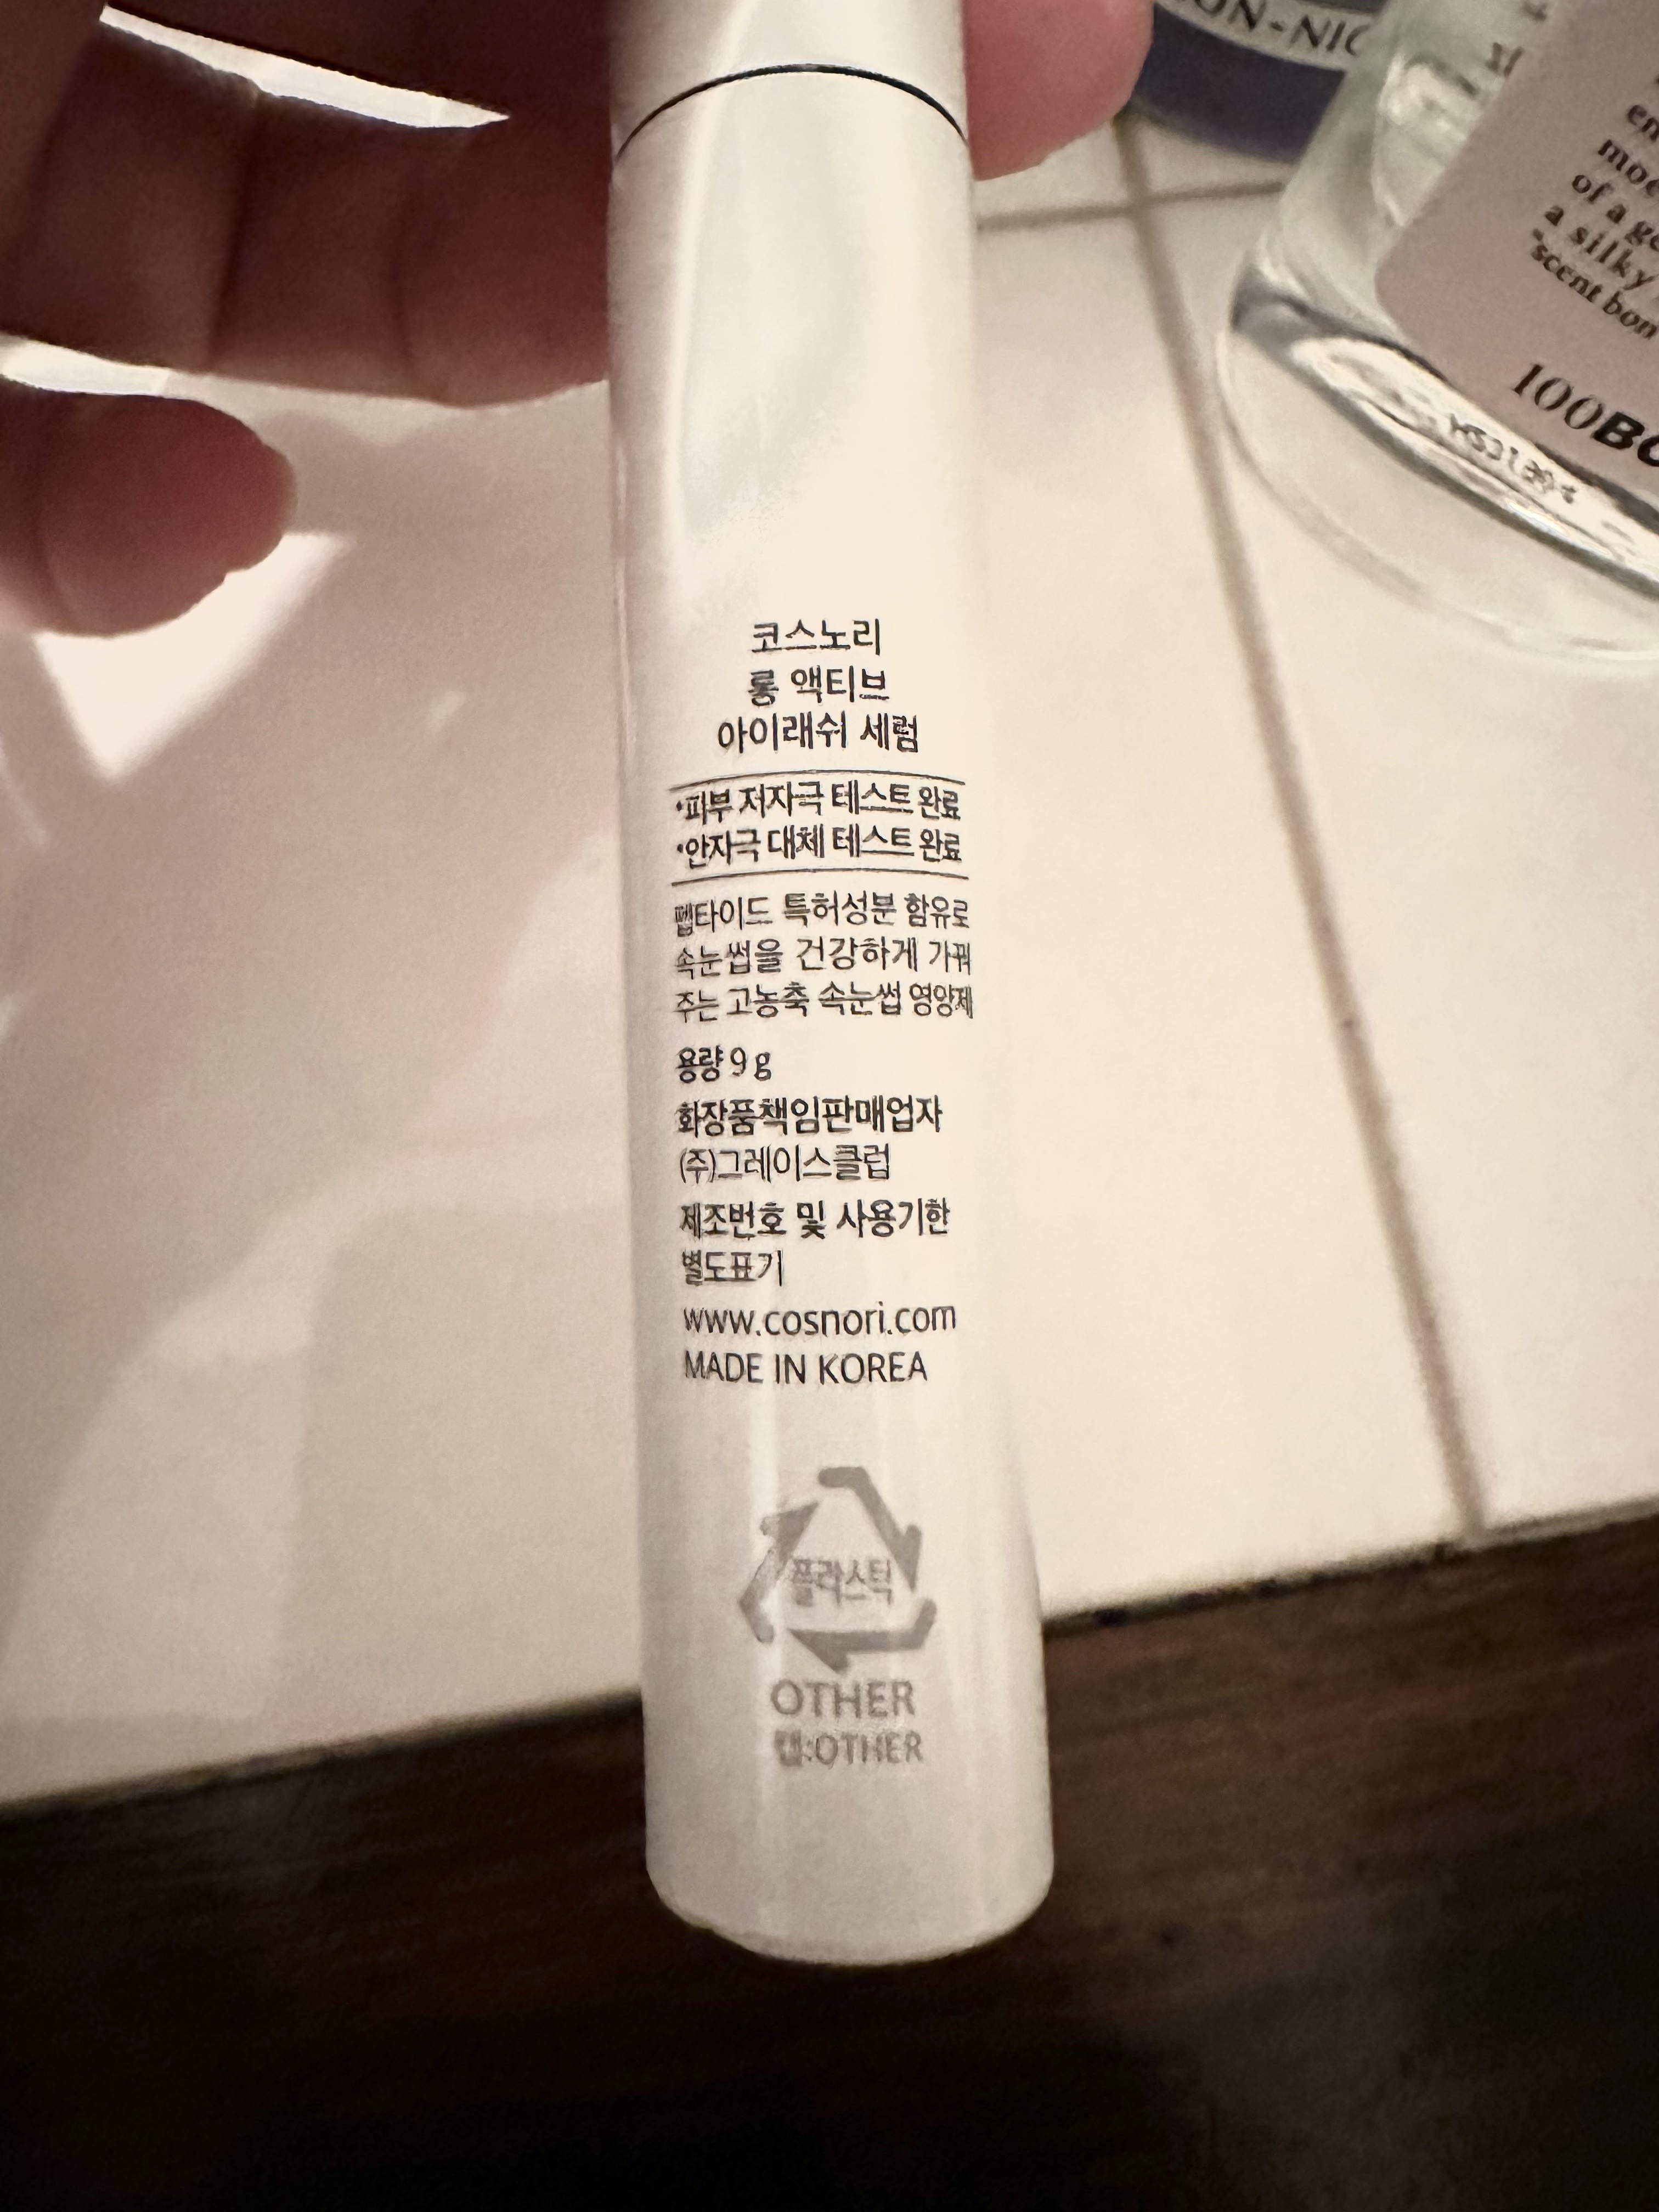 코스노리
롱 액티브
아이래쉬 세럼
•피부 저자극 테스트 완료
•안자극 대체 테스트 완료
펩타이드 특허성분 함유로
속눈썹을 건강하게 가꿔
주는 고농축 속눈썹 영양제
용량 9 g
화장품책임판매업자
(주)그레이스클럽
제조번호 및 사용기한
별도표기
www.cosnori.com
MADE IN KOREA
플라스틱
OTHER
캡:OTHER
of a
a silky
"scent bon
100BO